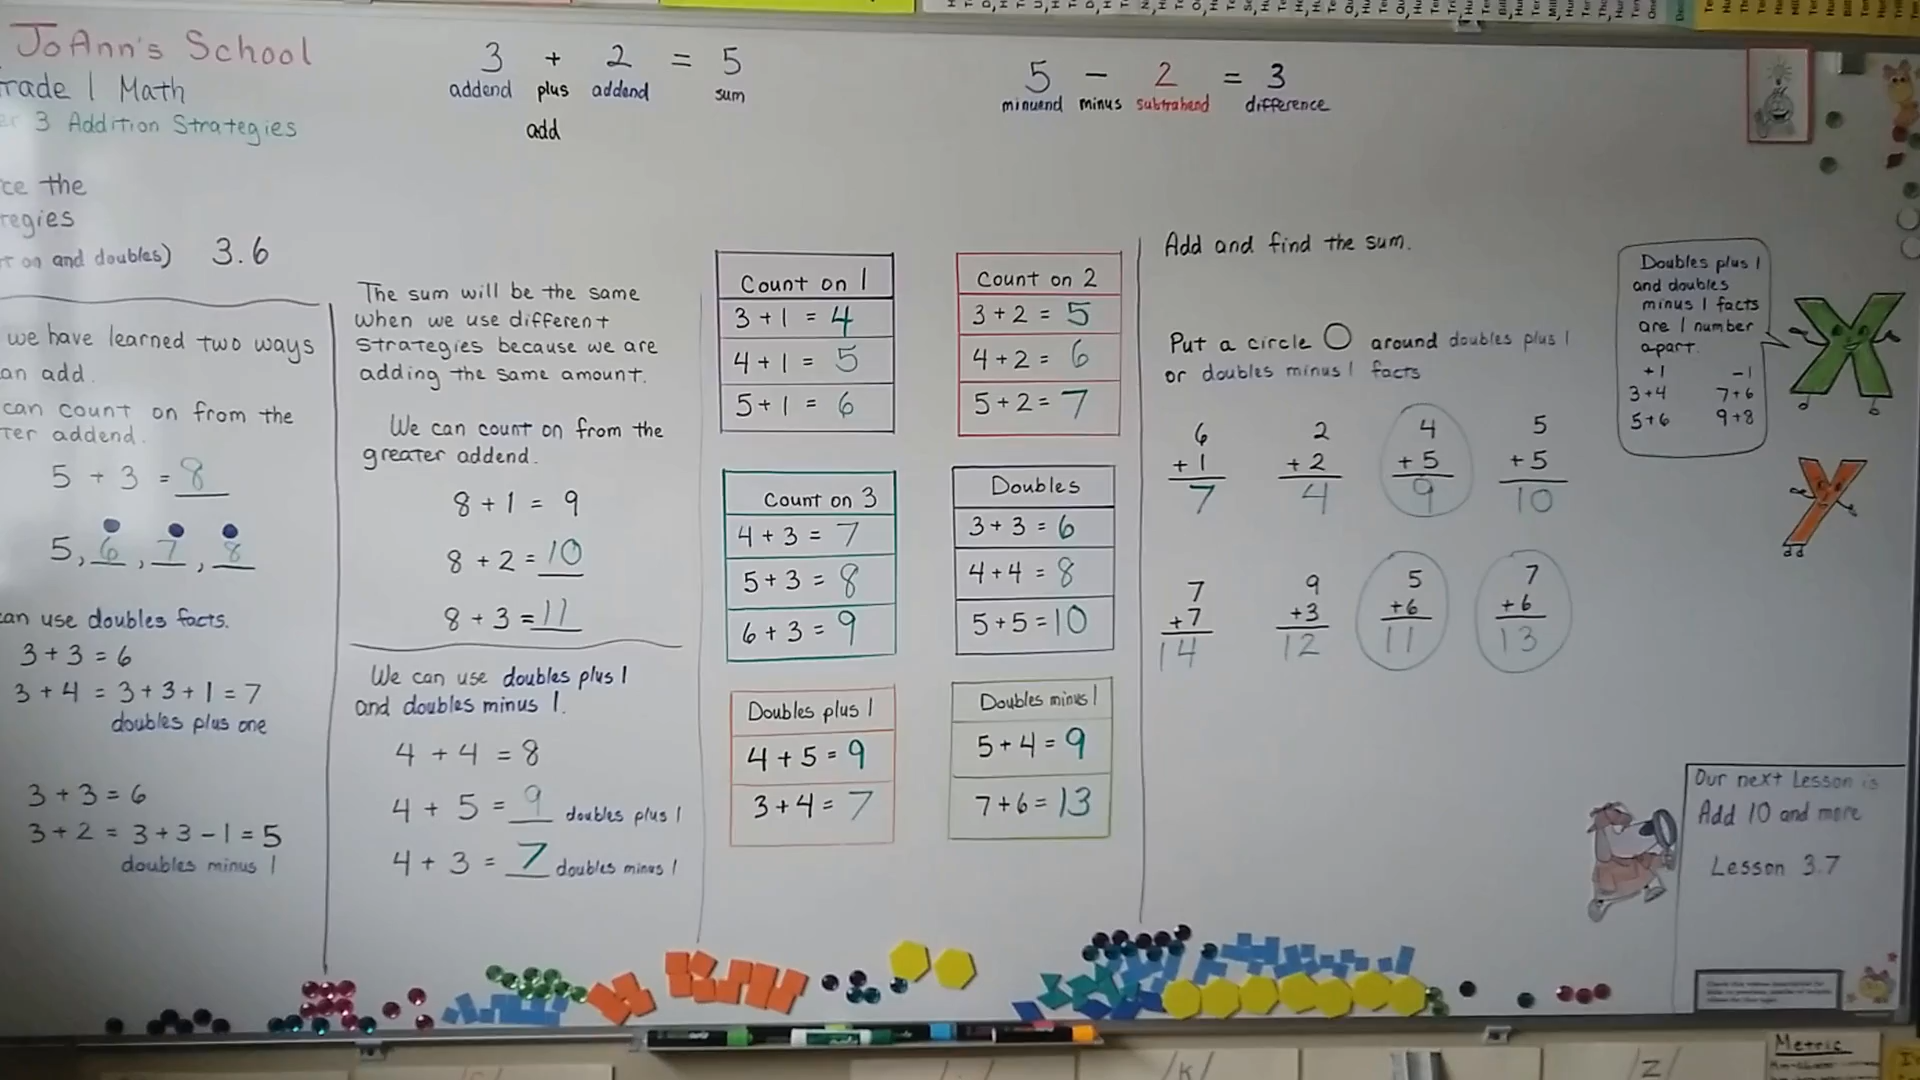 JoAnn's School
rade 1 Math
er 3 Addition Strategies
ce the
regies
t on and doubles) 3.6
3 + 2 = 5
addend plus addend sum
add
5 - 2 = 3
minuend minus subtrahend difference
we have learned two ways
an add.
can count on from the
ter addend.
5 + 3 = 8
5, 6, 7, 8
can use doubles facts.
3 + 3 = 6
3 + 4 = 3 + 3 + 1 = 7
doubles plus one
3 + 3 = 6
3 + 2 = 3 + 3 - 1 = 5
doubles minus 1
The sum will be the same
when we use different
strategies because we are
adding the same amount.
We can count on from the
greater addend.
8 + 1 = 9
8 + 2 = 10
8 + 3 = 11
We can use doubles plus 1
and doubles minus 1.
4 + 4 = 8
4 + 5 = 9 doubles plus 1
4 + 3 = 7 doubles minus 1
Count on 1
3 + 1 = 4
4 + 1 = 5
5 + 1 = 6
Count on 2
3 + 2 = 5
4 + 2 = 6
5 + 2 = 7
Count on 3
4 + 3 = 7
5 + 3 = 8
6 + 3 = 9
Doubles
3 + 3 = 6
4 + 4 = 8
5 + 5 = 10
Doubles plus 1
4 + 5 = 9
3 + 4 = 7
Doubles minus 1
5 + 4 = 9
7 + 6 = 13
Add and find the sum.
Put a circle O around doubles plus 1
or doubles minus 1 facts
6 2 4 5
+1 +2 +5 +5
7 4 9 10
7 9 5 7
+7 +3 +6 +6
14 12 11 13
Doubles plus 1
and doubles
minus 1 facts
are 1 number
apart.
+1 -1
3+4 7+6
5+6 9+8
Our next Lesson is
Add 10 and more
Lesson 3.7
Metric
/k/
/z/